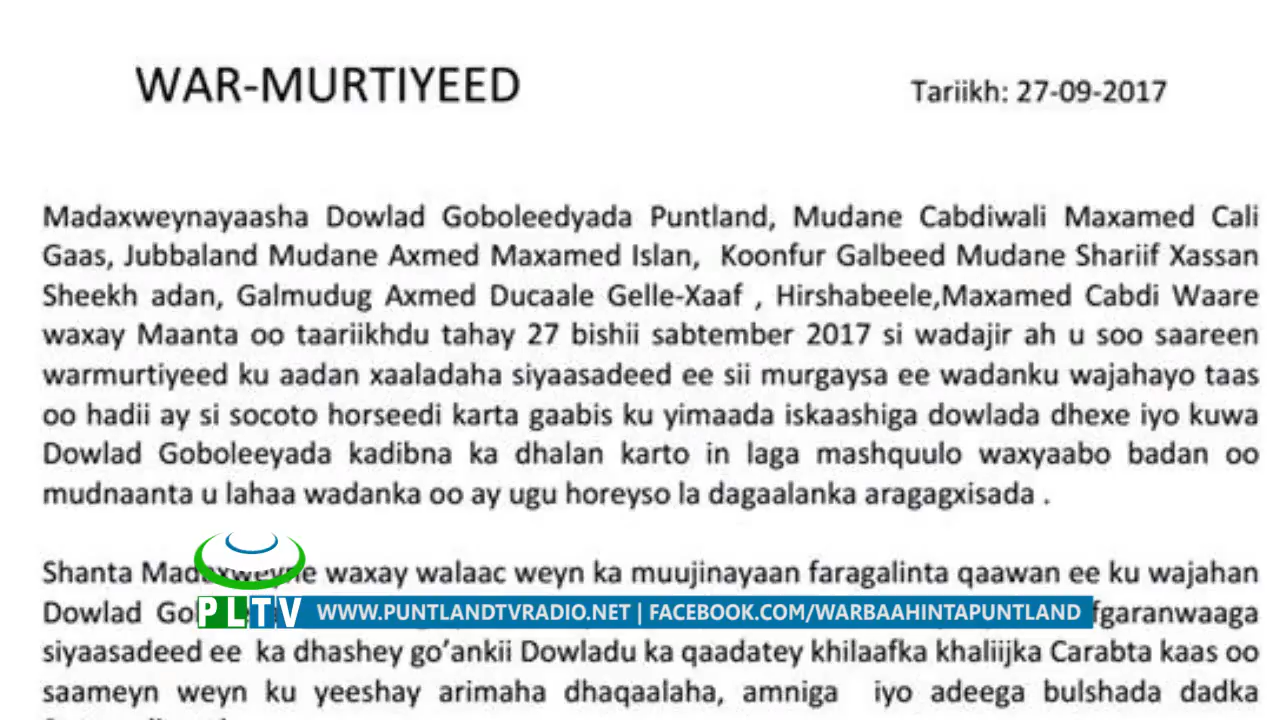 WAR-MURTIYEED Tariikh: 27-09-2017
Madaxweynayaasha Dowlad Goboleedyada Puntland, Mudane Cabdiwali Maxamed Cali
Gaas, Jubbaland Mudane Axmed Maxamed Islan, Koonfur Galbeed Mudane Shariif Xassan
Sheekh adan, Galmudug Axmed Ducaale Gelle-Xaaf , Hirshabeele,Maxamed Cabdi Waare
waxay Maanta oo taariikhdu tahay 27 bishii sabtember 2017 si wadajir ah u soo saareen
warmurtiyeed ku aadan xaaladaha siyaasadeed ee sii murgaysa ee wadanku wajahayo taas
oo hadii ay si socoto horseedi karta gaabis ku yimaada iskaashiga dowlada dhexe iyo kuwa
Dowlad Goboleeyada kadibna ka dhalan karto in laga mashquulo waxyaabo badan oo
mudnaanta u lahaa wadanka oo ay ugu horeyso la dagaalanka aragagxisada .
Shanta Madaxweyne waxay walaac weyn ka muujinayaan faragalinta qaawan ee ku wajahan
Dowlad
PLTV WWW.PUNTLANDTVRADIO.NET | FACEBOOK.COM/WARBAAHINTAPUNTLAND
siyaasadeed ee ka dhashey go'ankii Dowladu ka qaadatey khilaafka khaliijka Carabta kaas oo
saameyn weyn ku yeeshay arimaha dhaqaalaha, amniga iyo adeega bulshada dadka